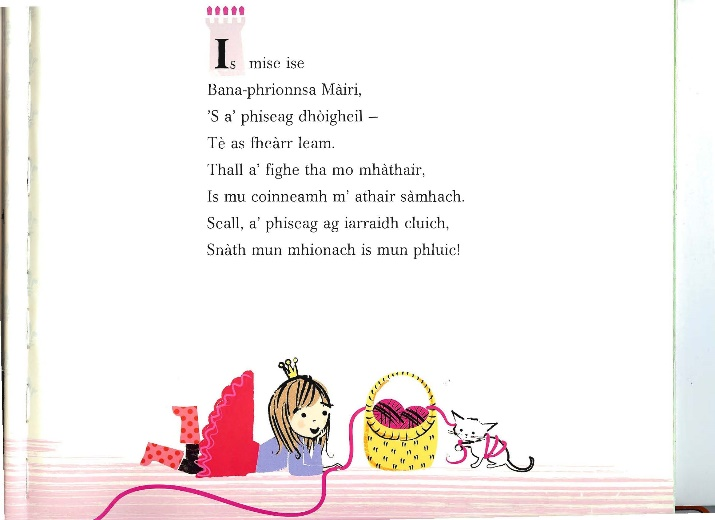 Is mise ise
Bana-phrionnsa Màiri,
'S a' phiseag dhòigheil –
Tè as fheàrr leam.
Thall a' fighe tha mo mhàthair,
Is mu coinneamh m' athair sàmhach.
Seall, a' phiseag ag iarraidh cluich,
Snàth mun mhionach is mun phluic!